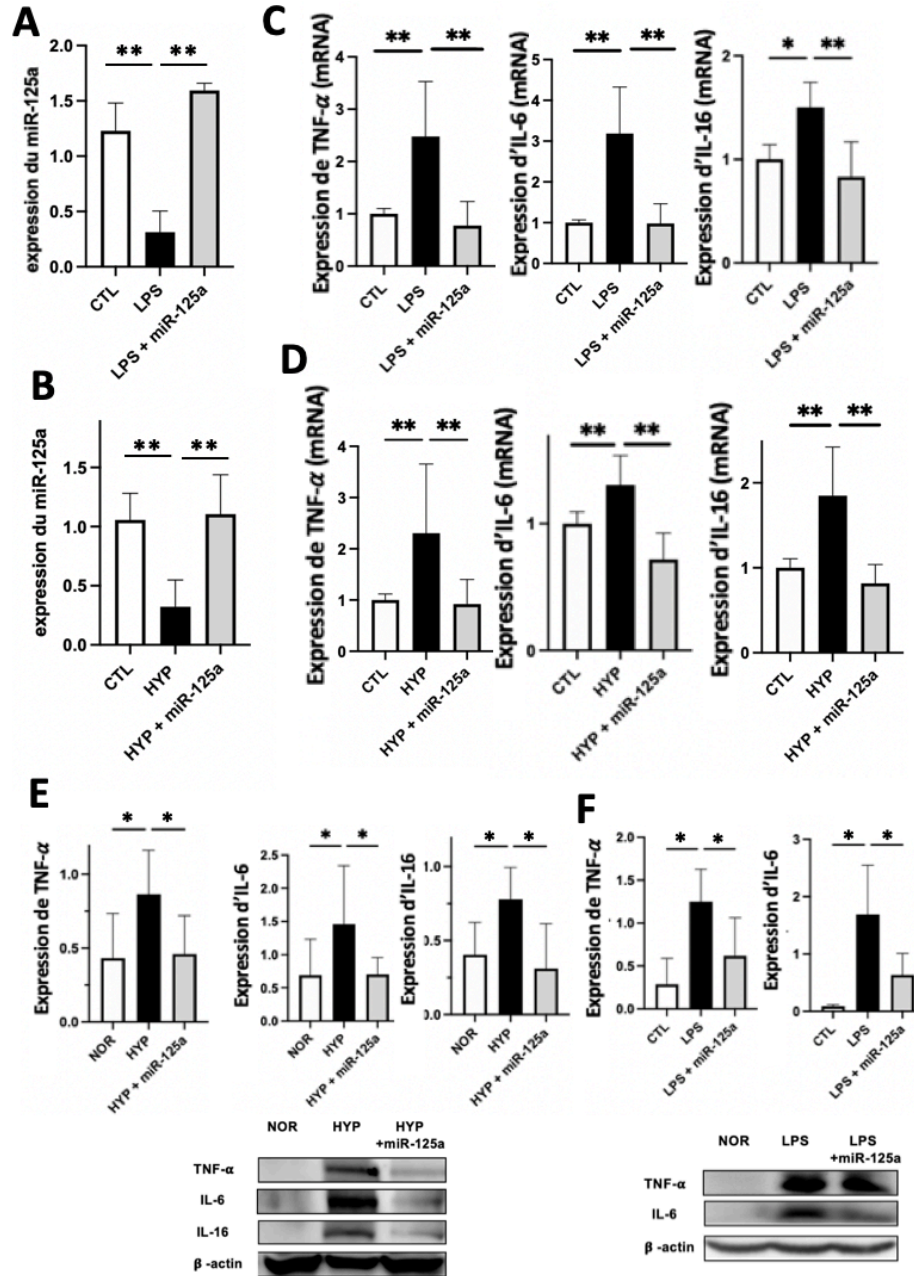 A
expression du miR-125a
2.0
1.5
1.0
0.5
0.0
** **
CTL
LPS
LPS + miR-125a
C
Expression de TNF-α (mRNA)
4
3
2
1
0
** **
CTL
LPS
LPS + miR-125a
Expression d'IL-6 (mRNA)
5
4
3
2
1
0
** **
CTL
LPS
LPS + miR-125a
Expression d'IL-16 (mRNA)
2
1
0
* **
CTL
LPS
LPS + miR-125a
B
expression du miR-125a
1.5
1.0
0.5
0.0
** **
CTL
HYP
HYP + miR-125a
D
Expression de TNF-α (mRNA)
4
3
2
1
0
** **
CTL
HYP
HYP + miR-125a
Expression d'IL-6 (mRNA)
1
0
** **
CTL
HYP
HYP + miR-125a
Expression d'IL-16 (mRNA)
2
1
0
** **
CTL
HYP
HYP + miR-125a
E
Expression de TNF-α
1.0
0.5
0.0
* *
NOR
HYP
HYP + miR-125a
Expression d'IL-6
2.5
2.0
1.5
1.0
0.5
0.0
* *
NOR
HYP
HYP + miR-125a
Expression d'IL-16
1.0
0.5
0.0
* *
NOR
HYP
HYP + miR-125a
F
Expression de TNF-α
2.0
1.5
1.0
0.5
0.0
* *
CTL
LPS
LPS + miR-125a
Expression d'IL-6
3
2
1
0
* *
CTL
LPS
LPS + miR-125a
NOR HYP HYP
+miR-125a
TNF-α
IL-6
IL-16
β -actin
NOR LPS LPS
+miR-125a
TNF-α
IL-6
β -actin